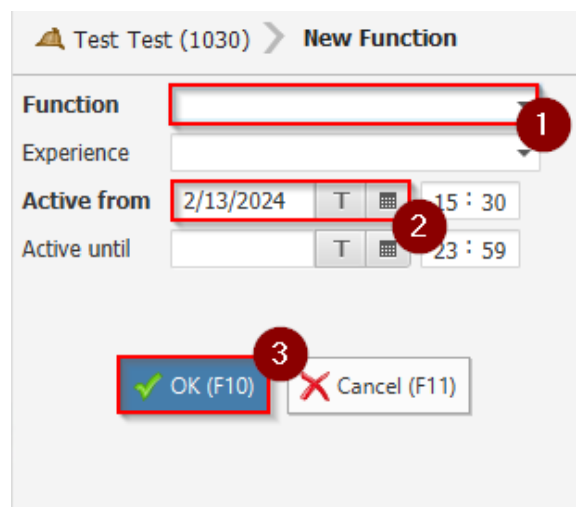 Test Test (1030) New Function
Function
1
Experience
Active from 2/13/2024 T 15 : 30
2
Active until T 23 : 59
3
OK (F10) Cancel (F11)